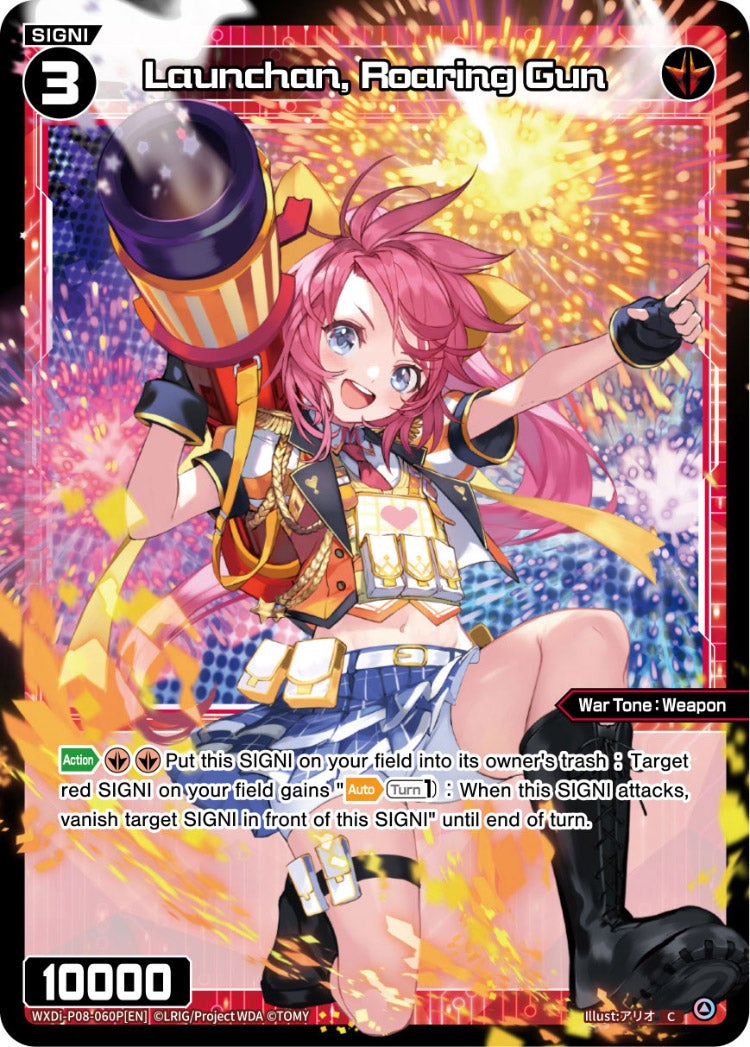 SIGNI
3
Launchan, Roaring Gun
War Tone : Weapon
Action Put this SIGNI on your field into its owner's trash : Target
red SIGNI on your field gains " Auto Turn 1 : When this SIGNI attacks,
vanish target SIGNI in front of this SIGNI" until end of turn.
10000
WXDi-P08-060P[EN] ©LRIG/Project WDA ©TOMY
Illust:アリオ C